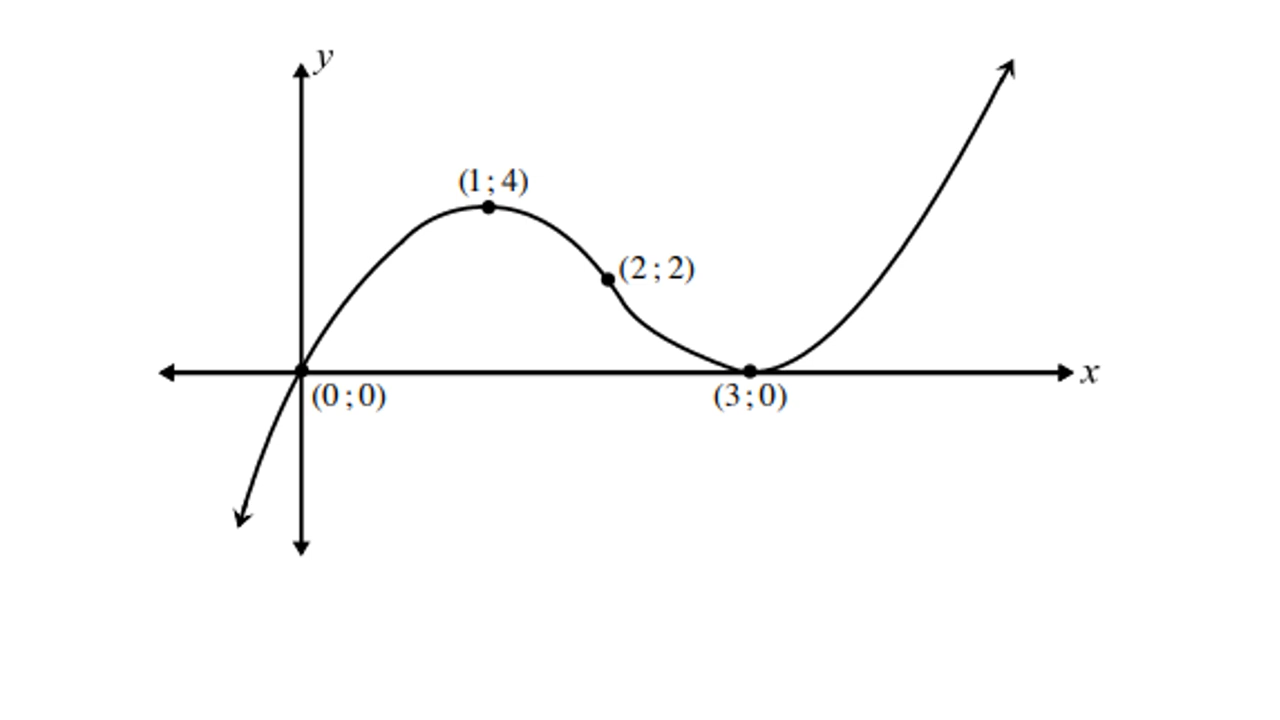 y
(1 ; 4)
(2 ; 2)
x
(0 ; 0)
(3 ; 0)